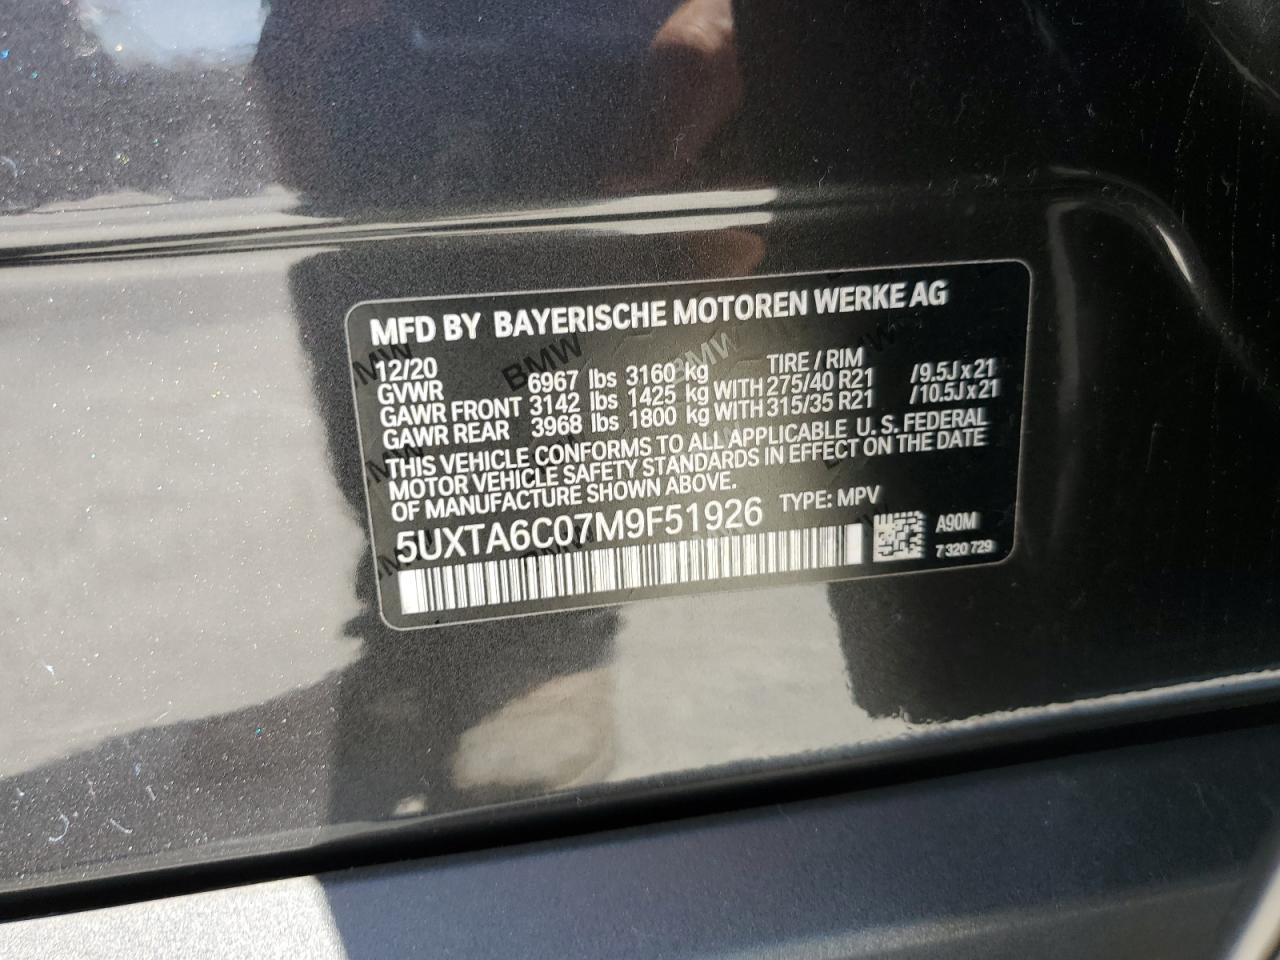 MFD BY BAYERISCHE MOTOREN WERKE AG
12/20 TIRE / RIM
GVWR 6967 lbs 3160 kg
GAWR FRONT 3142 lbs 1425 kg WITH 275/40 R21 /9.5J x 21
GAWR REAR 3968 lbs 1800 kg WITH 315/35 R21 /10.5J x 21
THIS VEHICLE CONFORMS TO ALL APPLICABLE U.S. FEDERAL
MOTOR VEHICLE SAFETY STANDARDS IN EFFECT ON THE DATE
OF MANUFACTURE SHOWN ABOVE.
5UXTA6C07M9F51926 TYPE: MPV
A90M
7 320 729
BMW
BMW
BMW